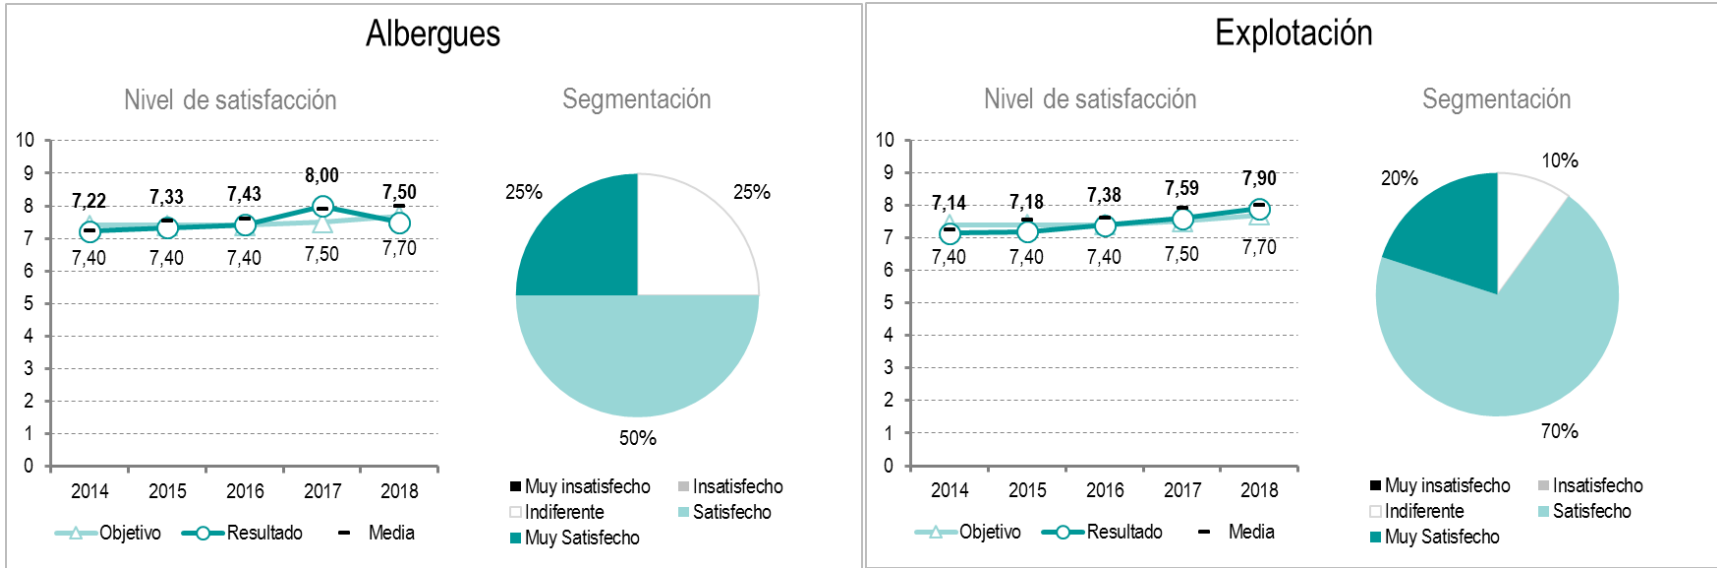 Albergues
Nivel de satisfacción
Segmentación
10
9
8
7
6
5
4
3
2
1
0
7,22 7,33 7,43 8,00 7,50
7,40 7,40 7,40 7,50 7,70
2014 2015 2016 2017 2018
Objetivo Resultado Media
25% 25%
50%
Muy insatisfecho Insatisfecho
Indiferente Satisfecho
Muy Satisfecho
Explotación
Nivel de satisfacción
Segmentación
10
9
8
7
6
5
4
3
2
1
0
7,14 7,18 7,38 7,59 7,90
7,40 7,40 7,40 7,50 7,70
2014 2015 2016 2017 2018
Objetivo Resultado Media
10%
20%
70%
Muy insatisfecho Insatisfecho
Indiferente Satisfecho
Muy Satisfecho